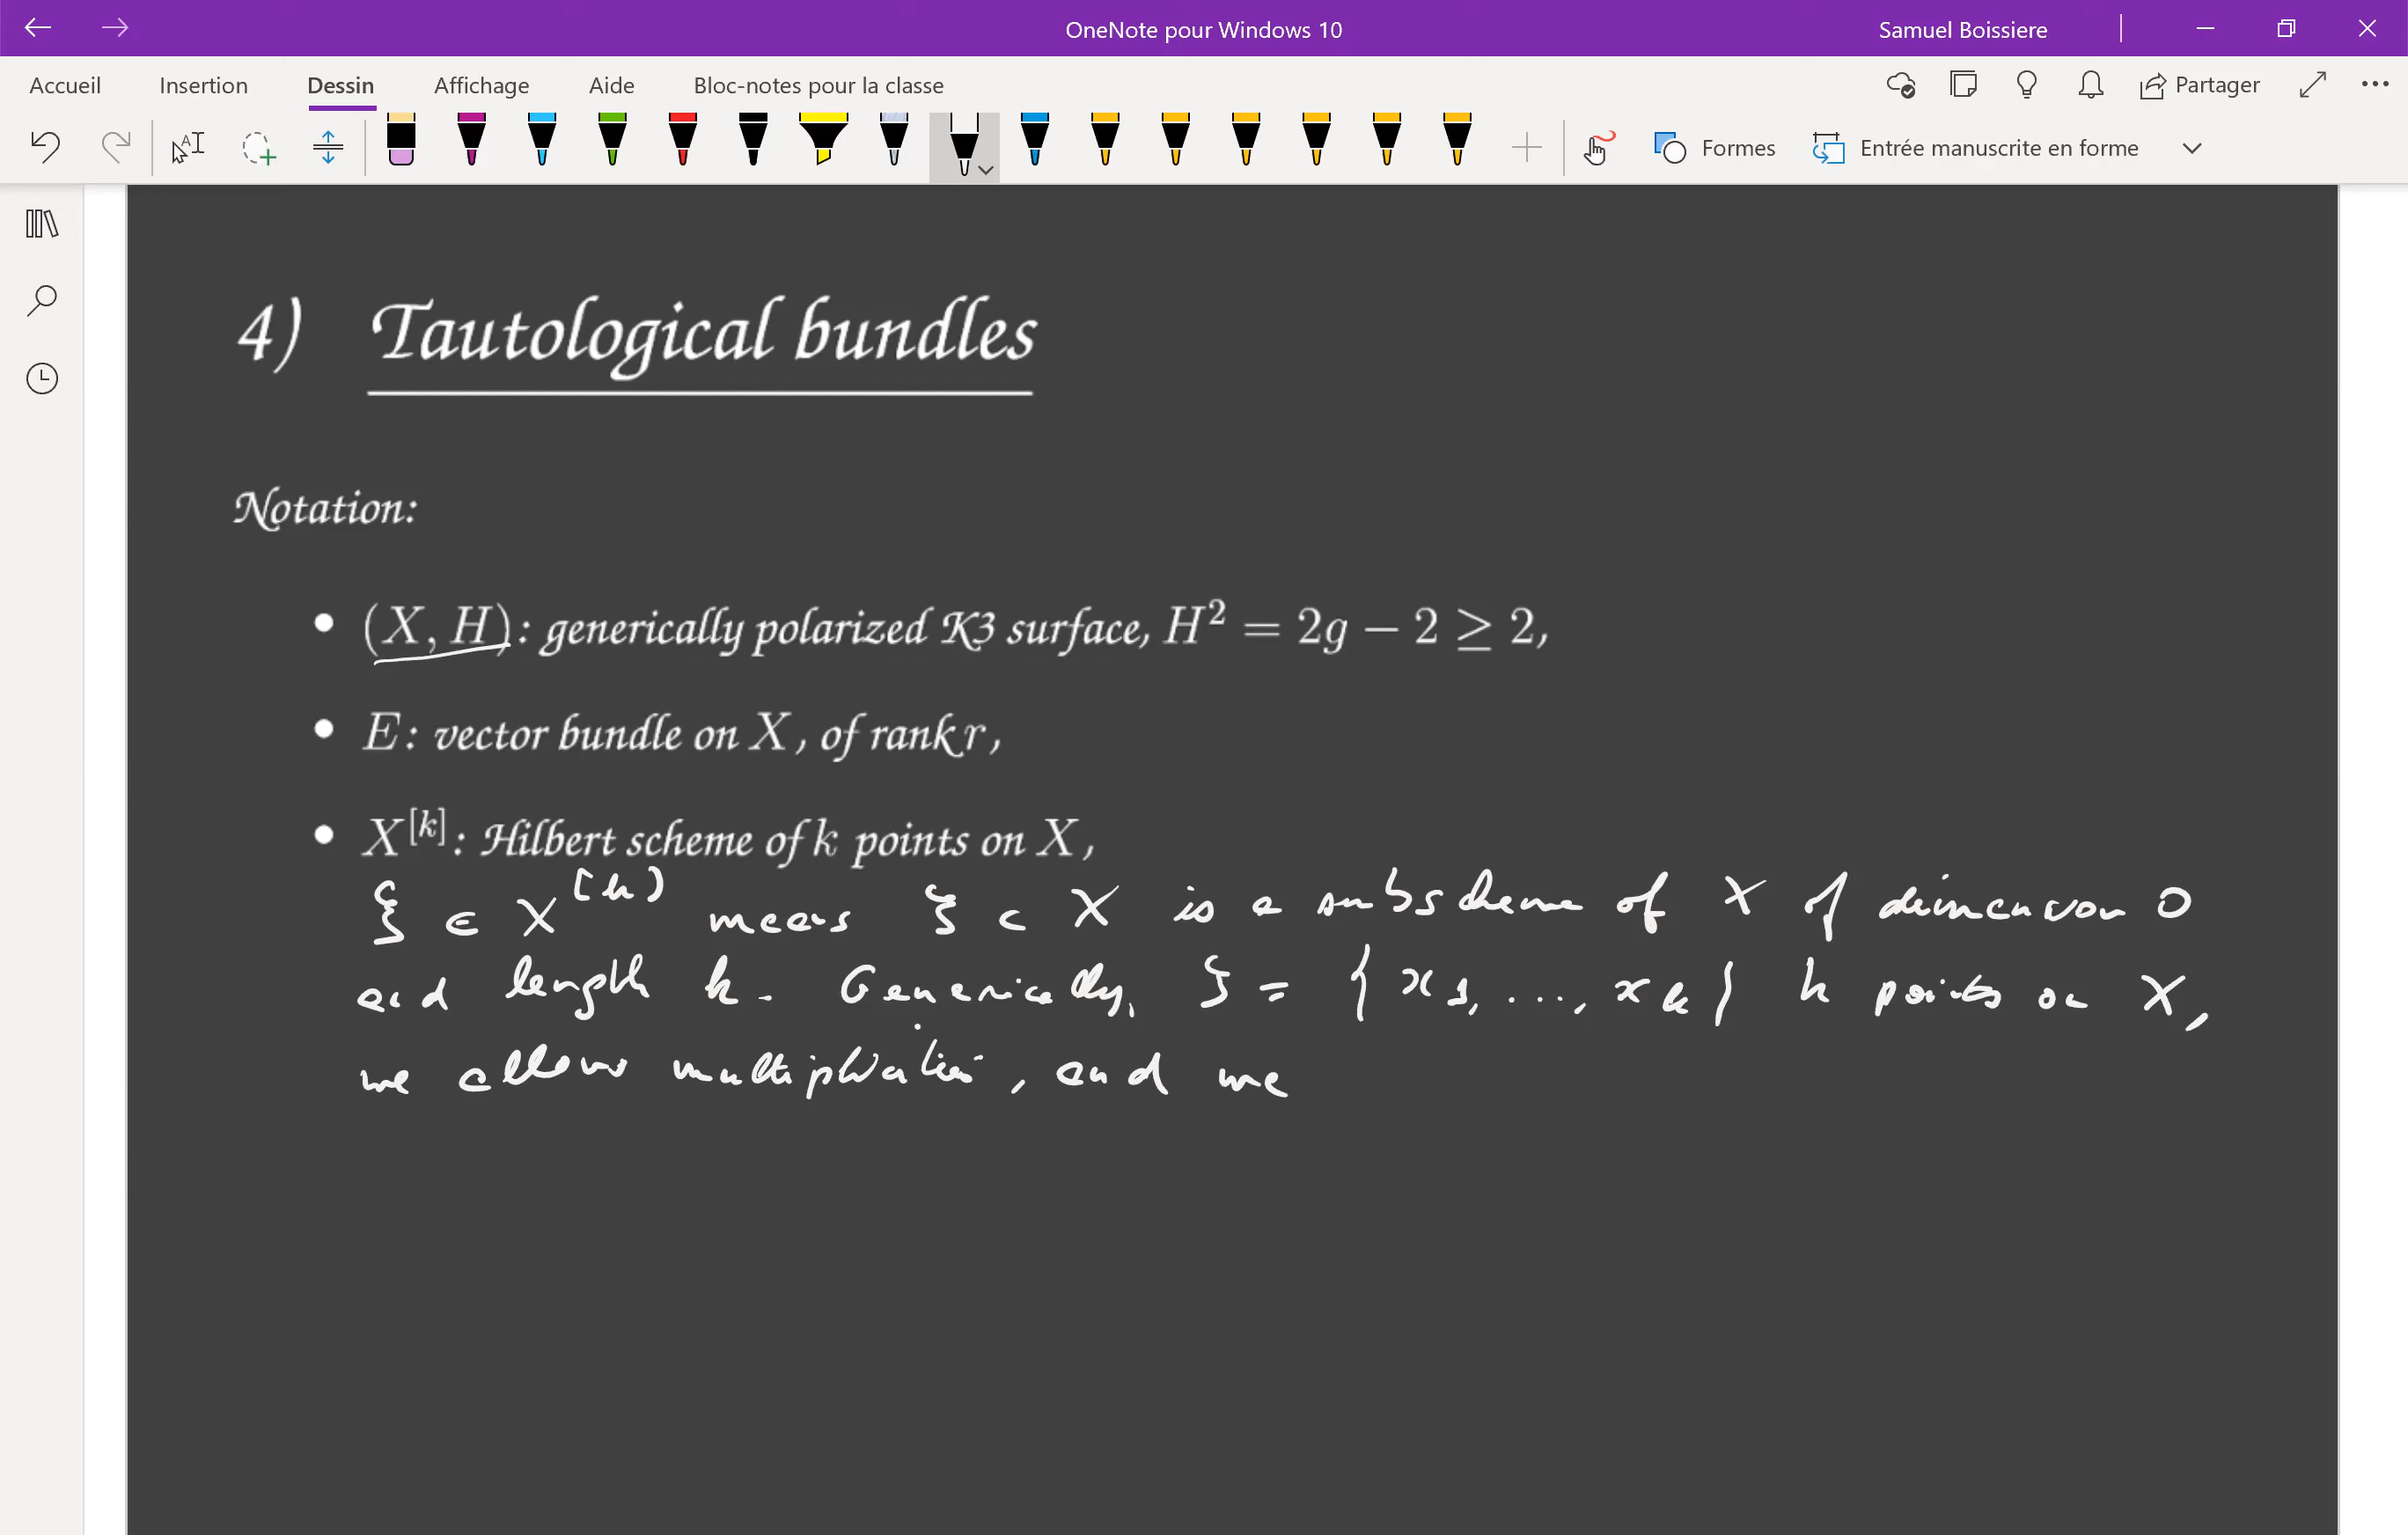 OneNote pour Windows 10
Samuel Boissiere
Accueil Insertion Dessin Affichage Aide Bloc-notes pour la classe Partager
Formes Entrée manuscrite en forme
4) Tautological bundles
Notation:
• (X, H): generically polarized K3 surface, H² = 2g − 2 ≥ 2,
• E: vector bundle on X, of rank r,
• X^[k]: Hilbert scheme of k points on X,
ξ ∈ X^[k] means ξ ⊂ X is a subscheme of X of dimension 0
and length k. Generically, ξ = {x₁, ..., x_k} k points on X,
we allow multiplicities, and we